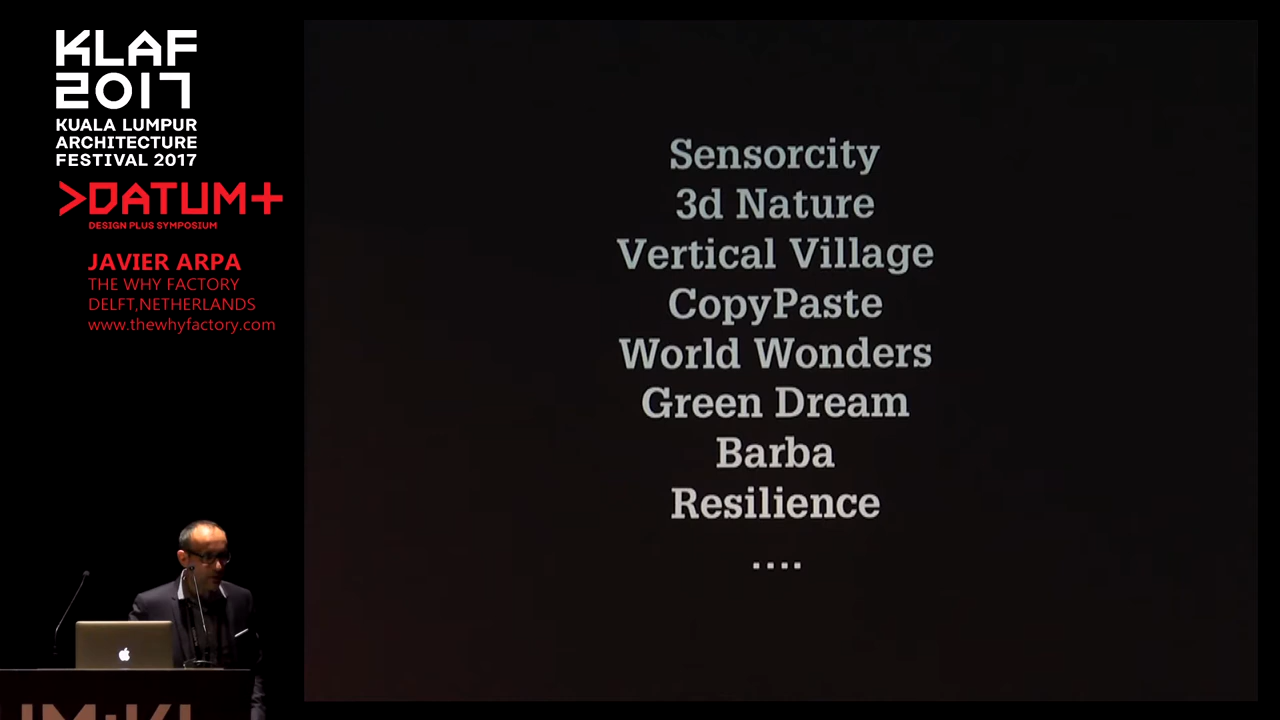 KLAF
2017
KUALA LUMPUR
ARCHITECTURE
FESTIVAL 2017
>DATUM+
DESIGN PLUS SYMPOSIUM
JAVIER ARPA
THE WHY FACTORY
DELFT,NETHERLANDS
www.thewhyfactory.com
Sensorcity
3d Nature
Vertical Village
CopyPaste
World Wonders
Green Dream
Barba
Resilience
....